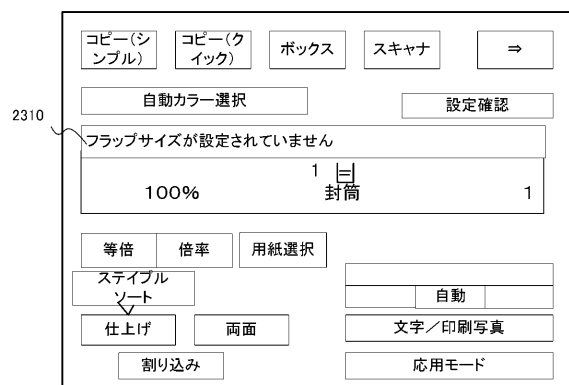 コピー(シ
ンプル)
コピー(ク
イック)
ボックス
スキャナ
⇒
自動カラー選択
設定確認
2310
フラップサイズが設定されていません
1
100%
封筒
1
等倍
倍率
用紙選択
ステイプル
ソート
自動
仕上げ
両面
文字／印刷写真
割り込み
応用モード